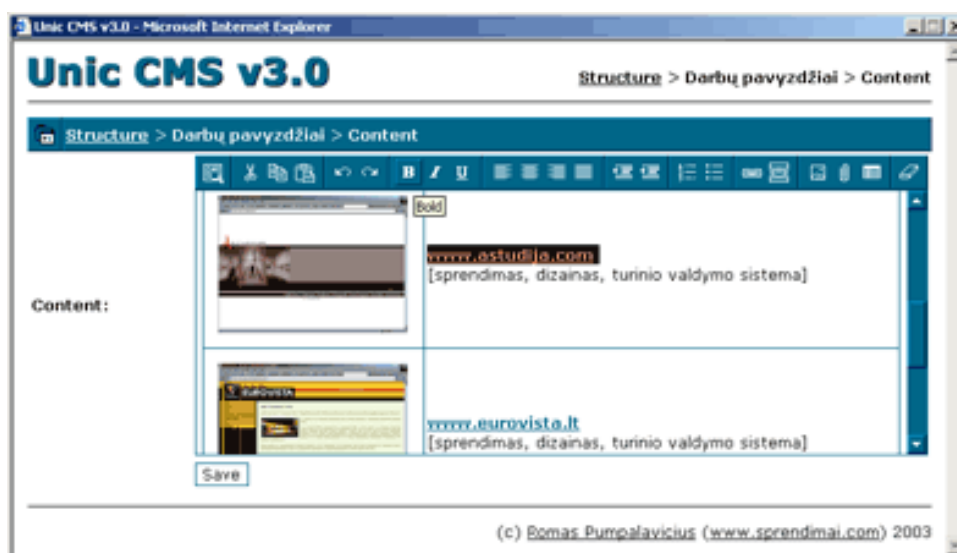 Unic CMS v3.0 - Microsoft Internet Explorer
Unic CMS v3.0
Structure > Darbų pavyzdžiai > Content
Structure > Darbų pavyzdžiai > Content
B I U
Bold
www.astudija.com
[sprendimas, dizainas, turinio valdymo sistema]
Content:
EUROVISTA
www.eurovista.lt
[sprendimas, dizainas, turinio valdymo sistema]
Save
(c) Romas Pumpalavicius (www.sprendimai.com) 2003